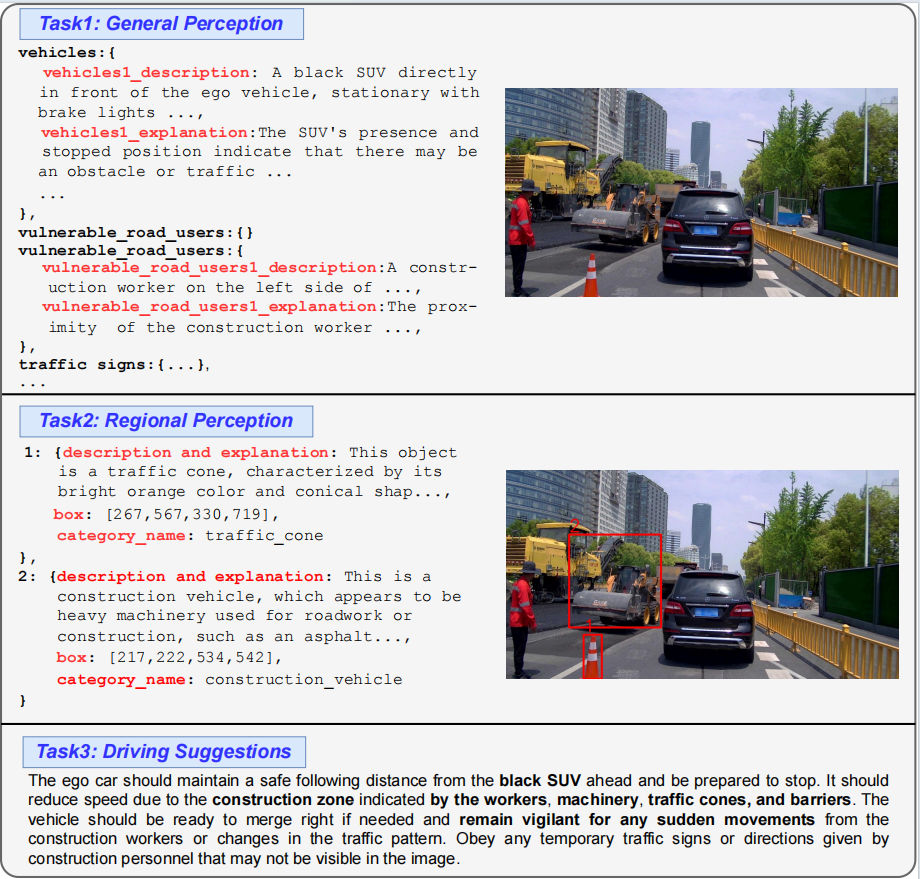 Task1: General Perception
vehicles:{
vehicles1_description: A black SUV directly
in front of the ego vehicle, stationary with
brake lights ...,
vehicles1_explanation:The SUV's presence and
stopped position indicate that there may be
an obstacle or traffic ...
...
},
vulnerable_road_users:{}
vulnerable_road_users:{
vulnerable_road_users1_description:A constr-
uction worker on the left side of ...,
vulnerable_road_users1_explanation:The prox-
imity of the construction worker ...,
},
traffic signs:{...},
...
Task2: Regional Perception
1: {description and explanation: This object
is a traffic cone, characterized by its
bright orange color and conical shap...,
box: [267,567,330,719],
category_name: traffic_cone
},
2: {description and explanation: This is a
construction vehicle, which appears to be
heavy machinery used for roadwork or
construction, such as an asphalt...,
box: [217,222,534,542],
category_name: construction_vehicle
}
Task3: Driving Suggestions
The ego car should maintain a safe following distance from the black SUV ahead and be prepared to stop. It should
reduce speed due to the construction zone indicated by the workers, machinery, traffic cones, and barriers. The
vehicle should be ready to merge right if needed and remain vigilant for any sudden movements from the
construction workers or changes in the traffic pattern. Obey any temporary traffic signs or directions given by
construction personnel that may not be visible in the image.